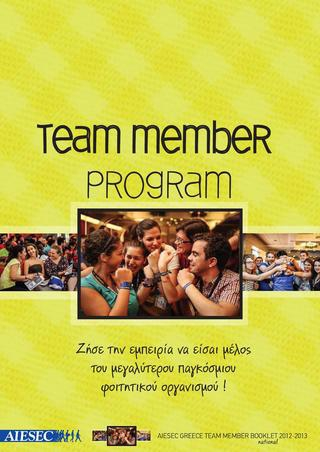 TEAM MEMBER
PROGRAM
Ζήσε την εμπειρία να είσαι μέλος
του μεγαλύτερου παγκόσμιου
φοιτητικού οργανισμού !
AIESEC
AIESEC GREECE TEAM MEMBER BOOKLET 2012-2013
national